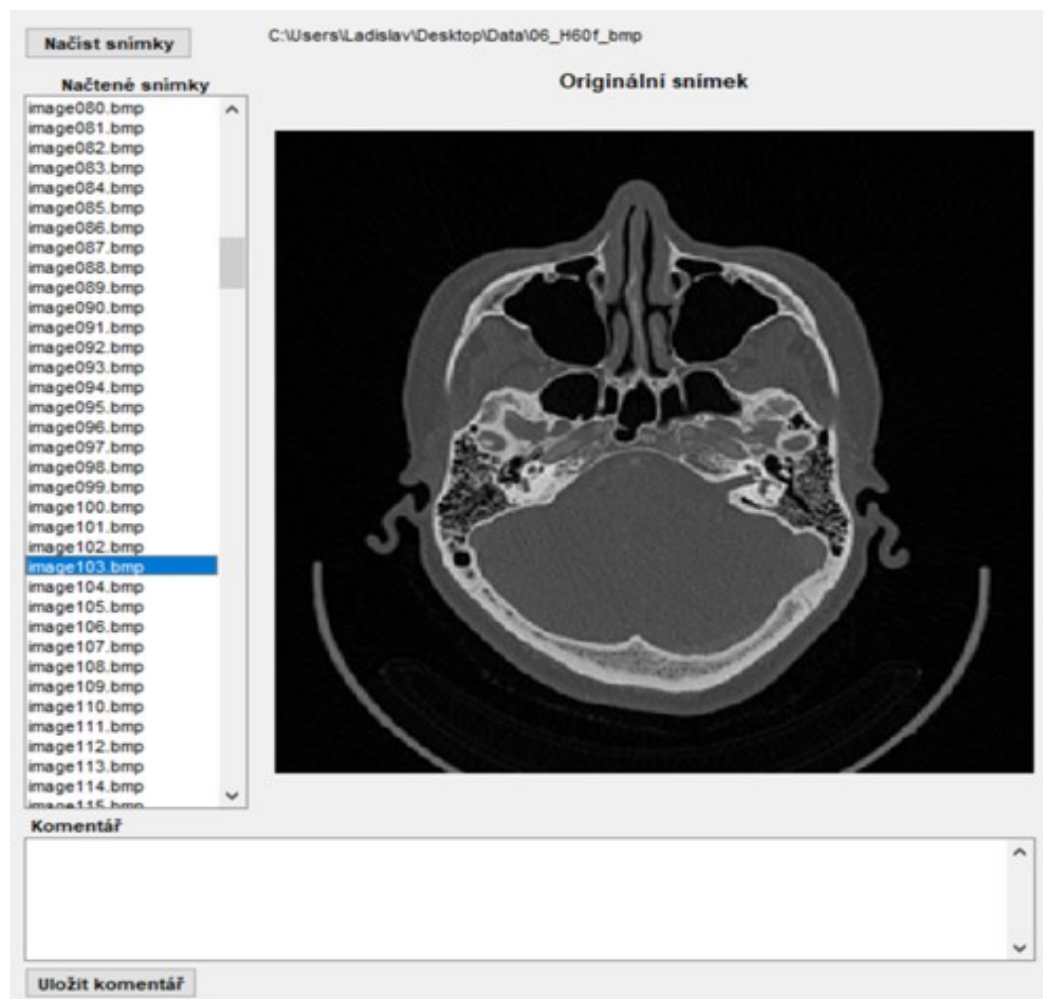 Načíst snímky
C:\Users\Ladislav\Desktop\Data\06_H60f_bmp
Načtené snímky
Originální snímek
image080.bmp
image081.bmp
image082.bmp
image083.bmp
image084.bmp
image085.bmp
image086.bmp
image087.bmp
image088.bmp
image089.bmp
image090.bmp
image091.bmp
image092.bmp
image093.bmp
image094.bmp
image095.bmp
image096.bmp
image097.bmp
image098.bmp
image099.bmp
image100.bmp
image101.bmp
image102.bmp
image103.bmp
image104.bmp
image105.bmp
image106.bmp
image107.bmp
image108.bmp
image109.bmp
image110.bmp
image111.bmp
image112.bmp
image113.bmp
image114.bmp
image115.bmp
Komentář
Uložit komentář